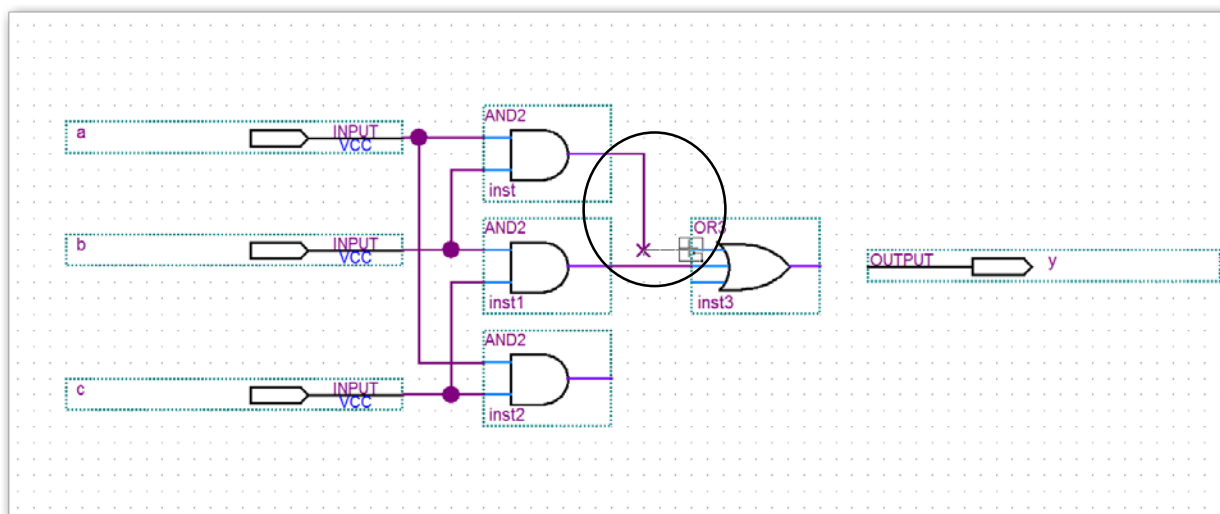 a
INPUT
VCC
b
INPUT
VCC
c
INPUT
VCC
AND2
inst
AND2
inst1
AND2
inst2
OR3
inst3
OUTPUT
y